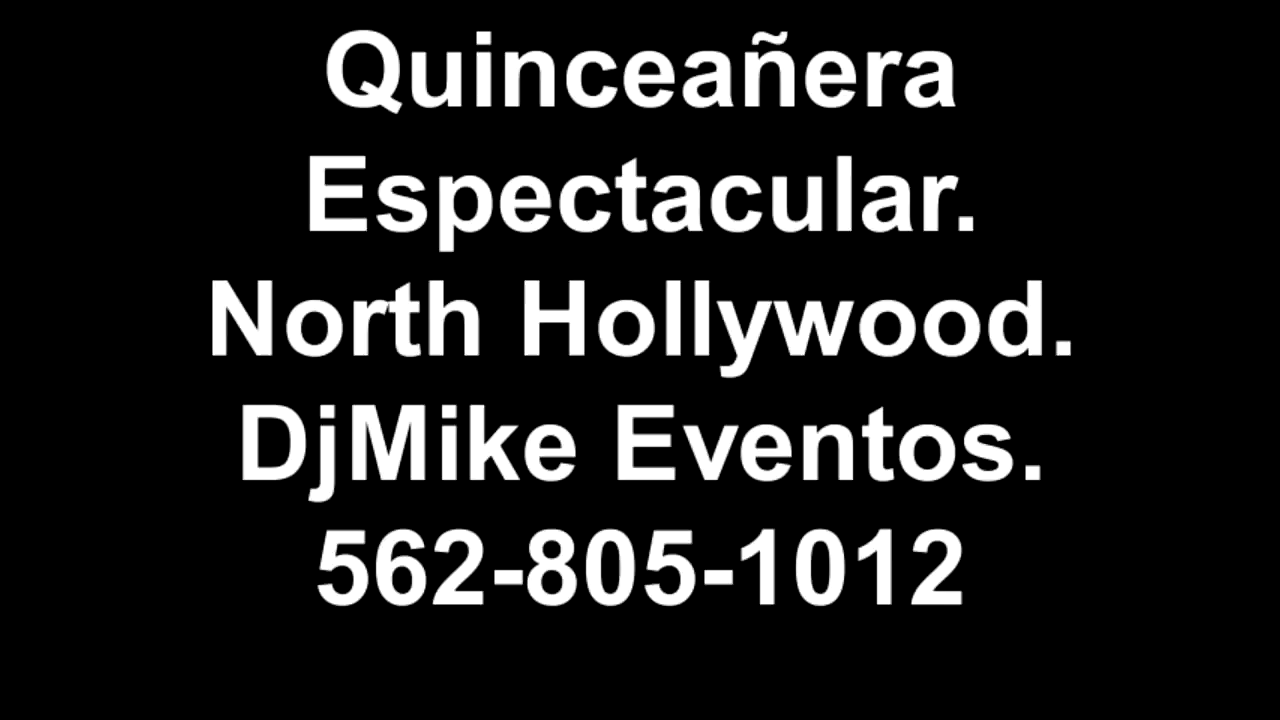 Quinceañera
Espectacular.
North Hollywood.
DjMike Eventos.
562-805-1012